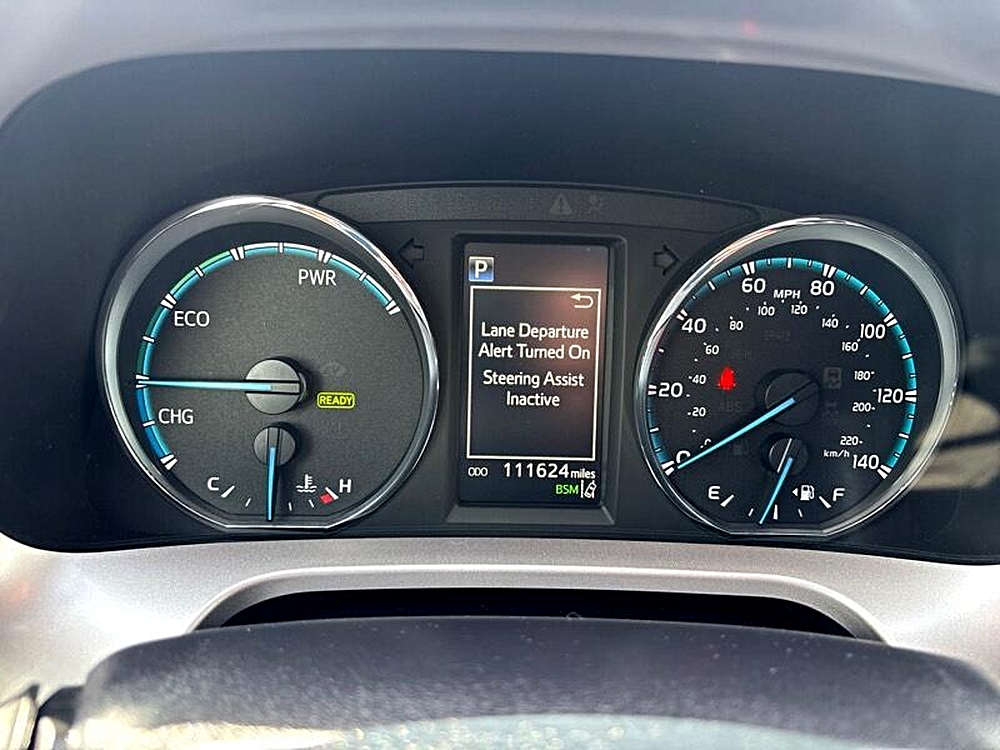 PWR
ECO
CHG
READY
C H
P
Lane Departure
Alert Turned On
Steering Assist
Inactive
ODO 111624 miles
BSM
0 20 40 60 80 100 120 140
MPH
20 40 60 80 100 120 140 160 180 200 220
km/h
E F